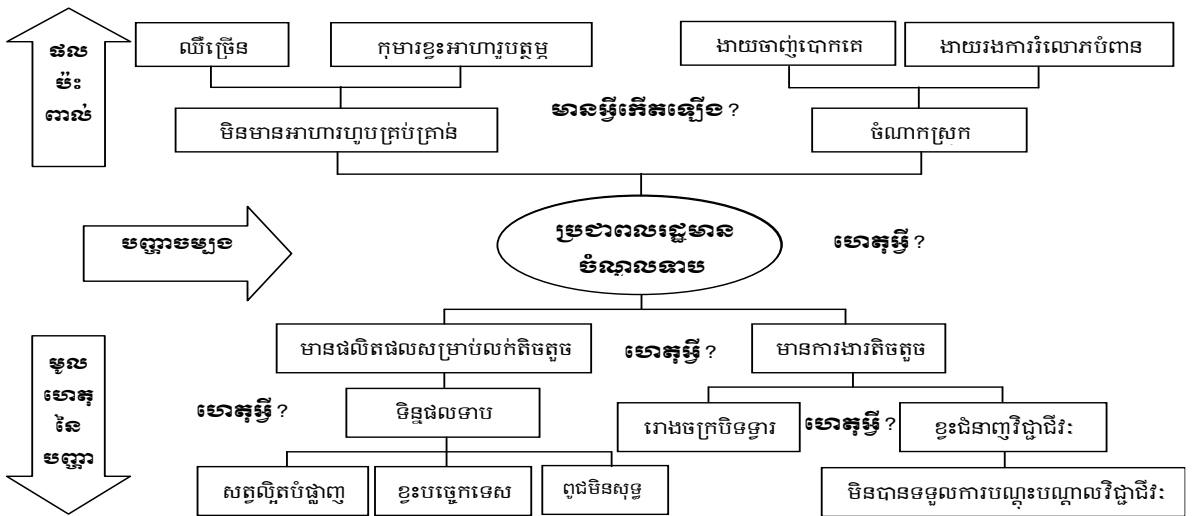 ផល
ប៉ះ
ពាល់
ឈឺច្រើន
កុមារខ្វះអាហារូបត្ថម្ភ
ងាយចាញ់បោកគេ
ងាយរងការរំលោភបំពាន
មានអ្វីកើតឡើង?
មិនមានអាហារហូបគ្រប់គ្រាន់
ចំណាកស្រុក
បញ្ហាចម្បង
ប្រជាពលរដ្ឋមាន
ចំណូលទាប
ហេតុអ្វី?
មូល
ហេតុ
នៃ
បញ្ហា
មានផលិតផលសម្រាប់លក់តិចតួច
ហេតុអ្វី?
មានការងារតិចតួច
ហេតុអ្វី?
ទិន្នផលទាប
រោងចក្របិទទ្វារ
ហេតុអ្វី?
ខ្វះជំនាញវិជ្ជាជីវៈ
សត្វល្អិតបំផ្លាញ
ខ្វះបច្ចេកទេស
ពូជមិនសុទ្ធ
មិនបានទទួលការបណ្តុះបណ្តាលវិជ្ជាជីវៈ